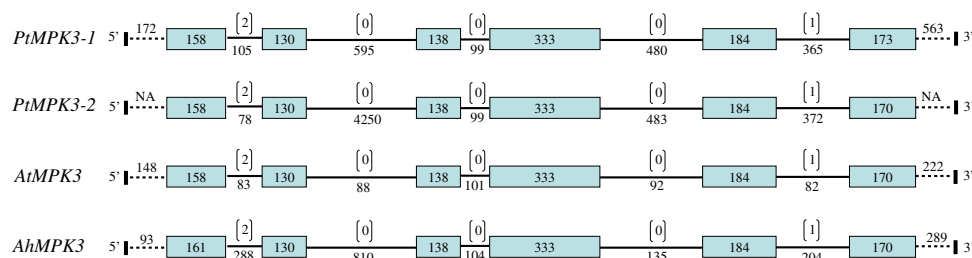 172 [2] [0] [0] [0] [1] 563
PtMPK3-1 5’ 158 130 138 333 184 173 3’
105 595 99 480 365
NA [2] [0] [0] [0] [1] NA
PtMPK3-2 5’ 158 130 138 333 184 170 3’
78 4250 99 483 372
148 [2] [0] [0] [0] [1] 222
AtMPK3 5’ 158 130 138 333 184 170 3’
83 88 101 92 82
93 [2] [0] [0] [0] [1] 289
AhMPK3 5’ 161 130 138 333 184 170 3’
288 810 104 135 204